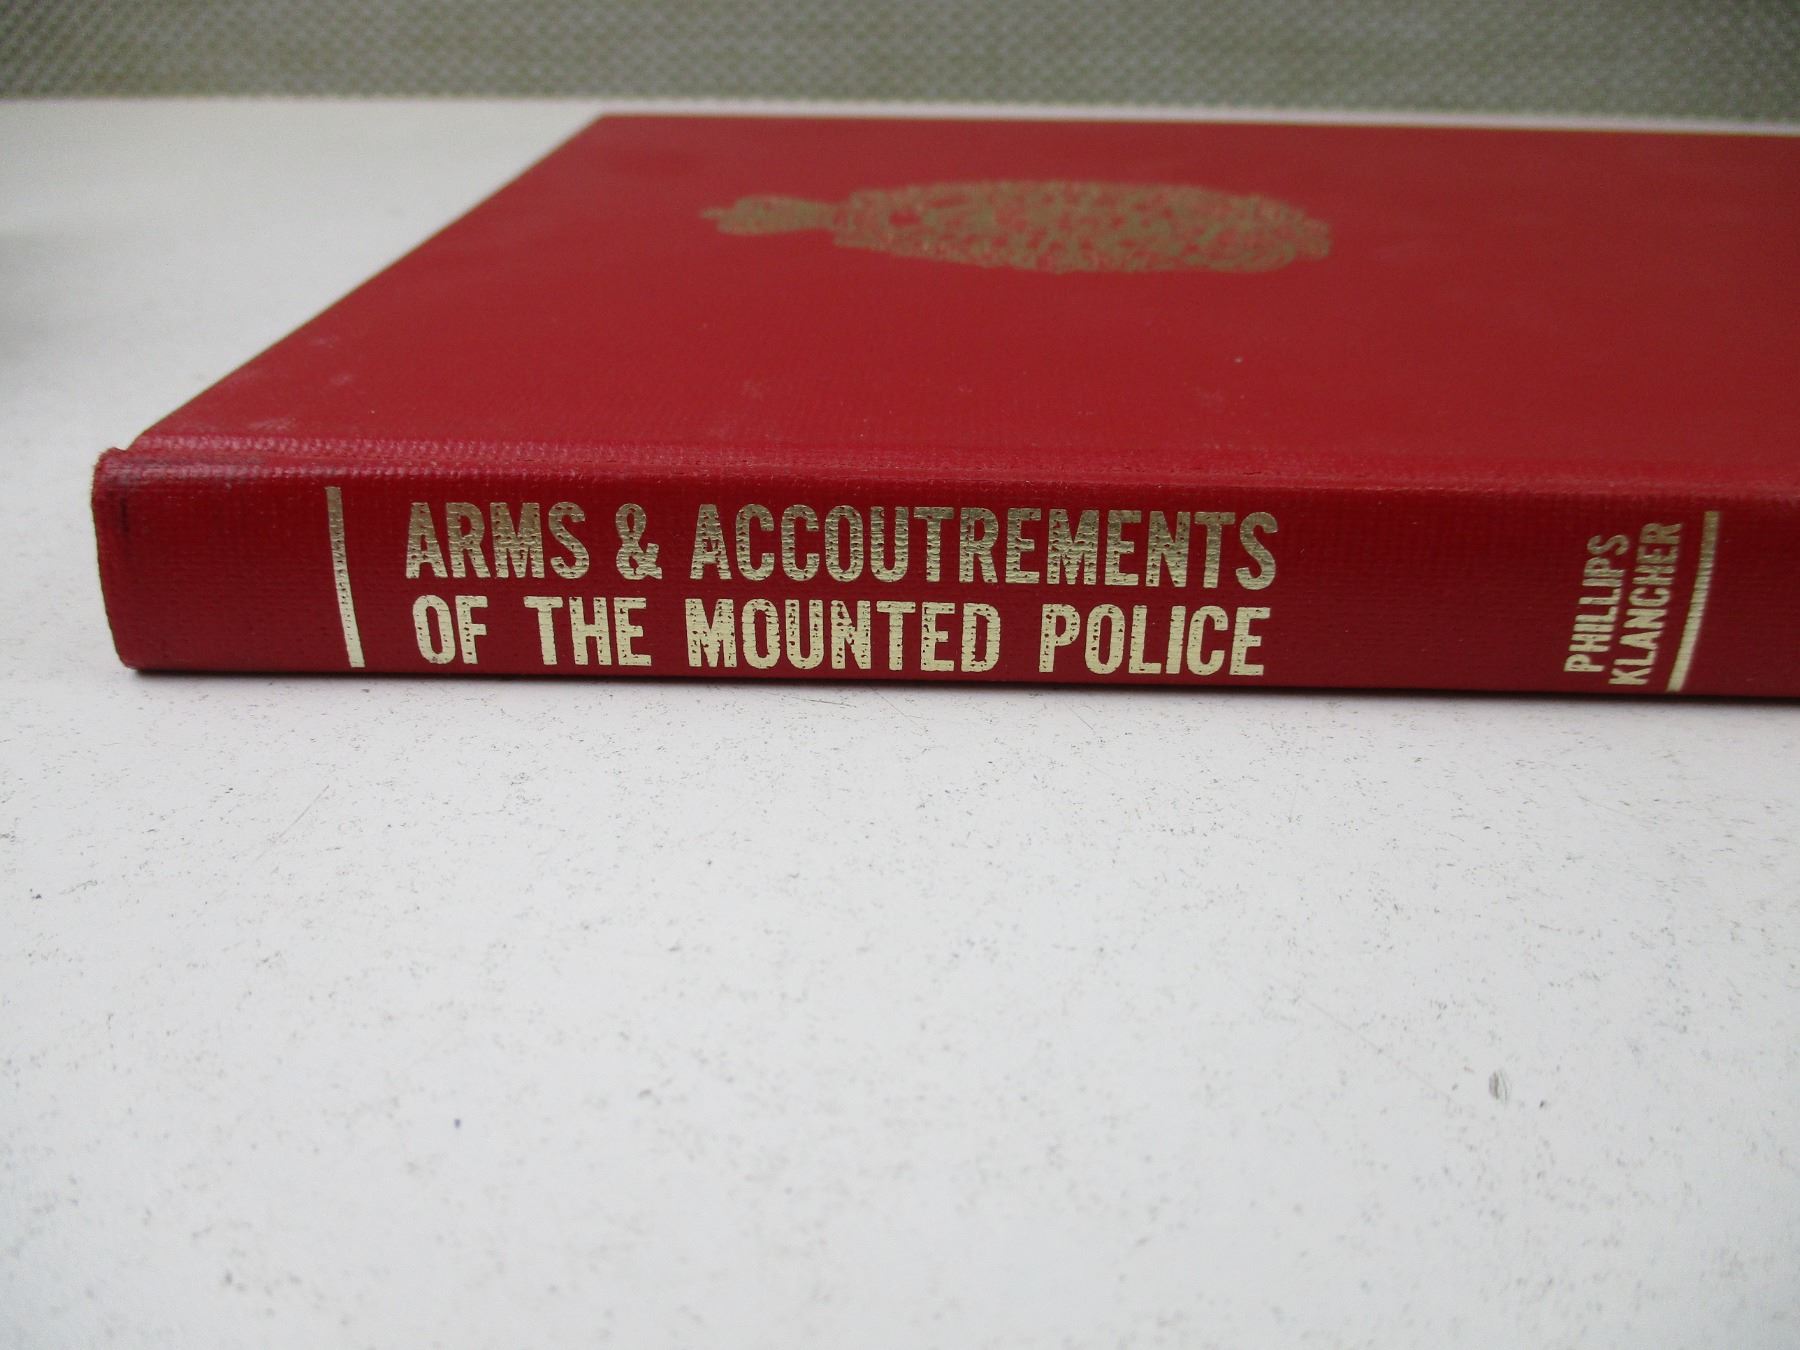 ARMS & ACCOUTREMENTS
OF THE MOUNTED POLICE
PHILLIPS
KLANCHER